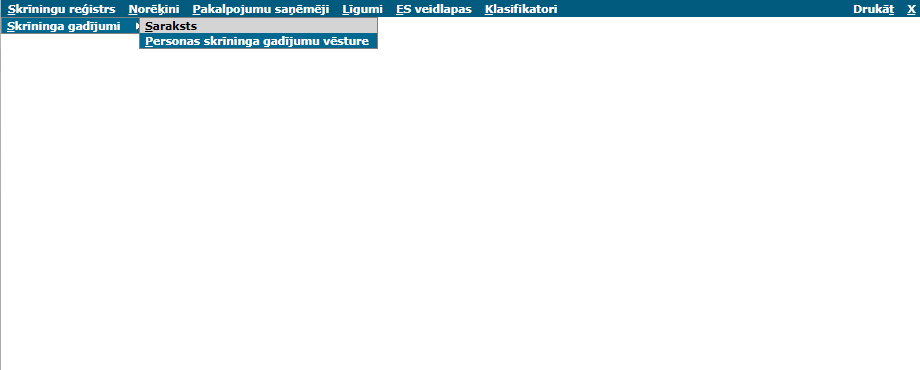 Skrīningu reģistrs Norēķini Pakalpojumu saņēmēji Līgumi ES veidlapas Klasifikatori Drukāt X
Skrīninga gadījumi Saraksts
Personas skrīninga gadījumu vēsture